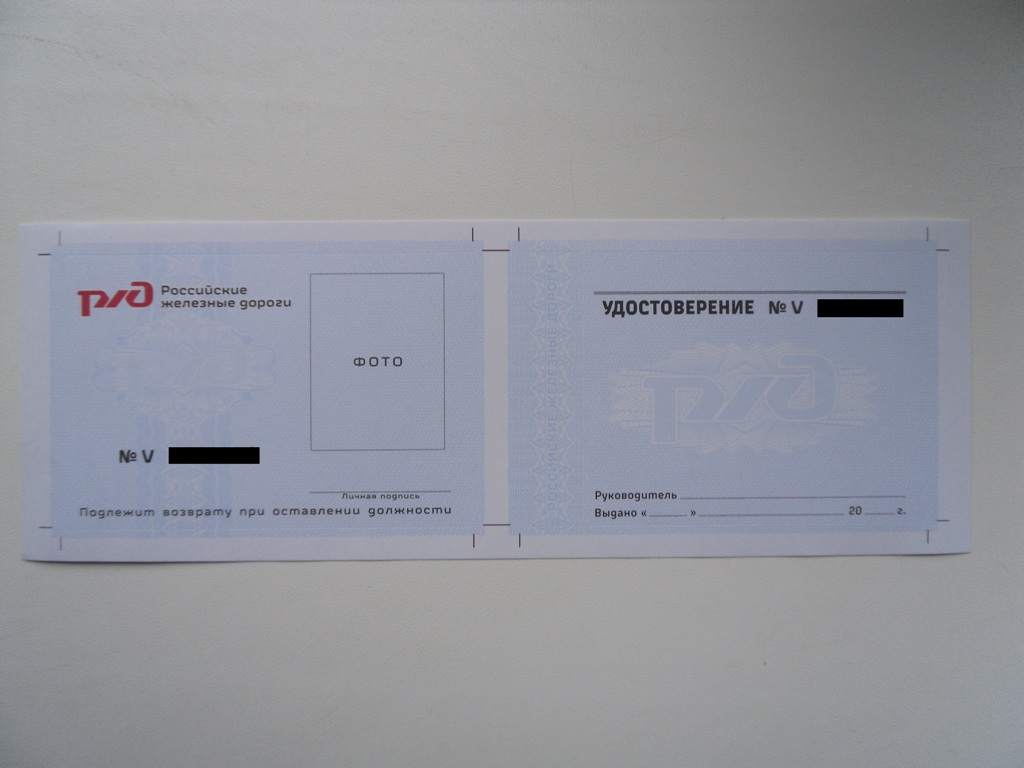 РЖД Российские
железные дороги
ФОТО
№ V
Личная подпись
Подлежит возврату при оставлении должности
РОССИЙСКИЕ ЖЕЛЕЗНЫЕ ДОРОГИ
УДОСТОВЕРЕНИЕ № V
РЖД
Руководитель
Выдано « » 20 г.